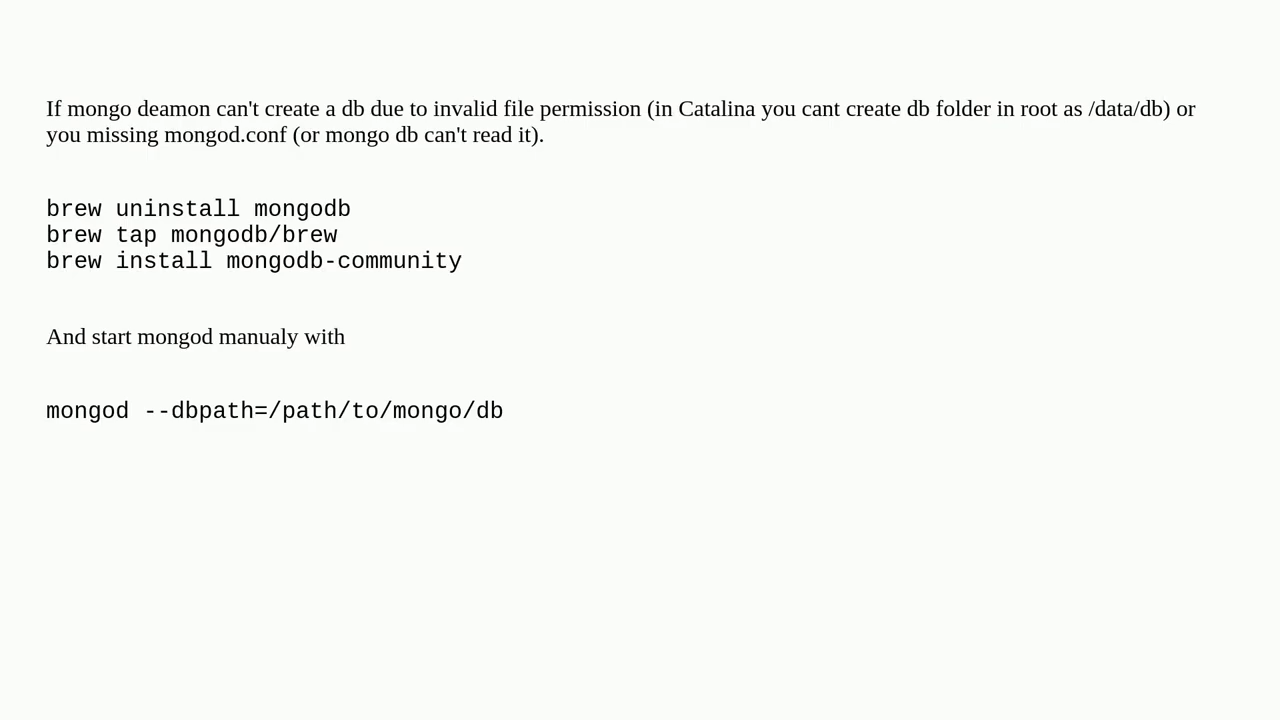 If mongo deamon can't create a db due to invalid file permission (in Catalina you cant create db folder in root as /data/db) or
you missing mongod.conf (or mongo db can't read it).
brew uninstall mongodb
brew tap mongodb/brew
brew install mongodb-community
And start mongod manualy with
mongod --dbpath=/path/to/mongo/db